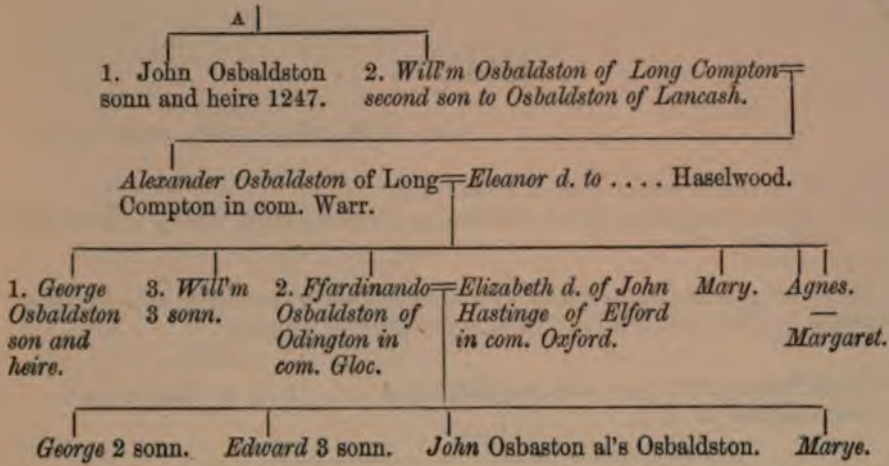 A
1. John Osbaldston
sonn and heire 1247.
2. Will'm Osbaldston of Long Compton
second son to Osbaldston of Lancash.
Alexander Osbaldston of Long
Compton in com. Warr.
Eleanor d. to . . . . Haselwood.
1. George
Osbaldston
son and
heire.
3. Will'm
3 sonn.
2. Ffardinando
Osbaldston of
Odington in
com. Gloc.
Elizabeth d. of John
Hastinge of Elford
in com. Oxford.
Mary.
Agnes.
—
Margaret.
George 2 sonn.
Edward 3 sonn.
John Osbaston al's Osbaldston.
Marye.